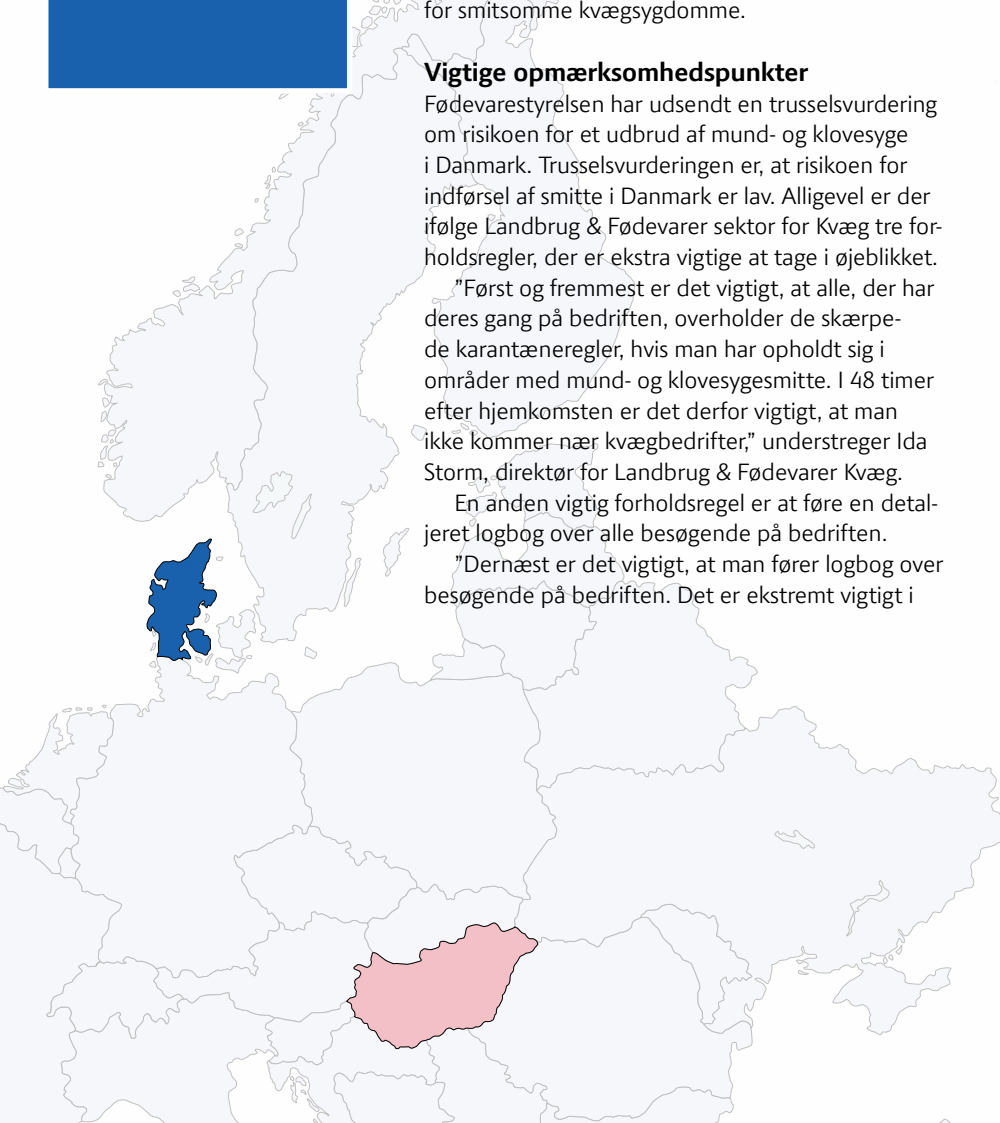 for smitsomme kvægsygdomme.
Vigtige opmærksomhedspunkter
Fødevarestyrelsen har udsendt en trusselsvurdering
om risikoen for et udbrud af mund- og klovesyge
i Danmark. Trusselsvurderingen er, at risikoen for
indførsel af smitte i Danmark er lav. Alligevel er der
ifølge Landbrug & Fødevarer sektor for Kvæg tre for-
holdsregler, der er ekstra vigtige at tage i øjeblikket.
”Først og fremmest er det vigtigt, at alle, der har
deres gang på bedriften, overholder de skærpe-
de karantæneregler, hvis man har opholdt sig i
områder med mund- og klovesygesmitte. I 48 timer
efter hjemkomsten er det derfor vigtigt, at man
ikke kommer nær kvægbedrifter,” understreger Ida
Storm, direktør for Landbrug & Fødevarer Kvæg.
En anden vigtig forholdsregel er at føre en detal-
jeret logbog over alle besøgende på bedriften.
”Dernæst er det vigtigt, at man fører logbog over
besøgende på bedriften. Det er ekstremt vigtigt i